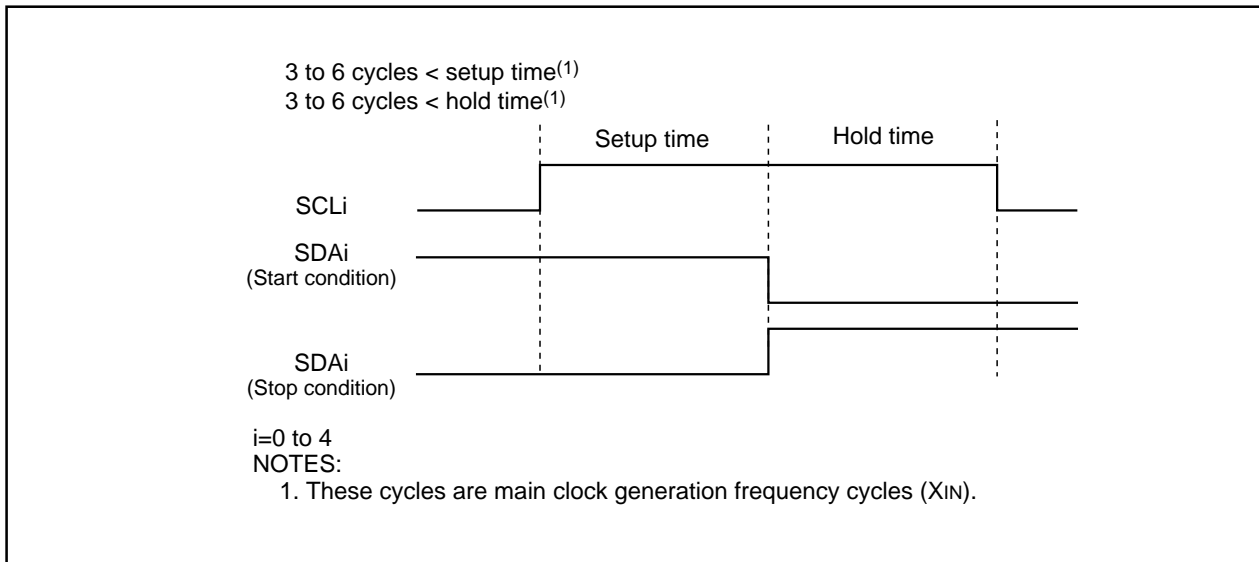 3 to 6 cycles < setup time(1)
3 to 6 cycles < hold time(1)
Setup time
Hold time
SCLi
SDAi
(Start condition)
SDAi
(Stop condition)
i=0 to 4
NOTES:
1. These cycles are main clock generation frequency cycles (XIN).